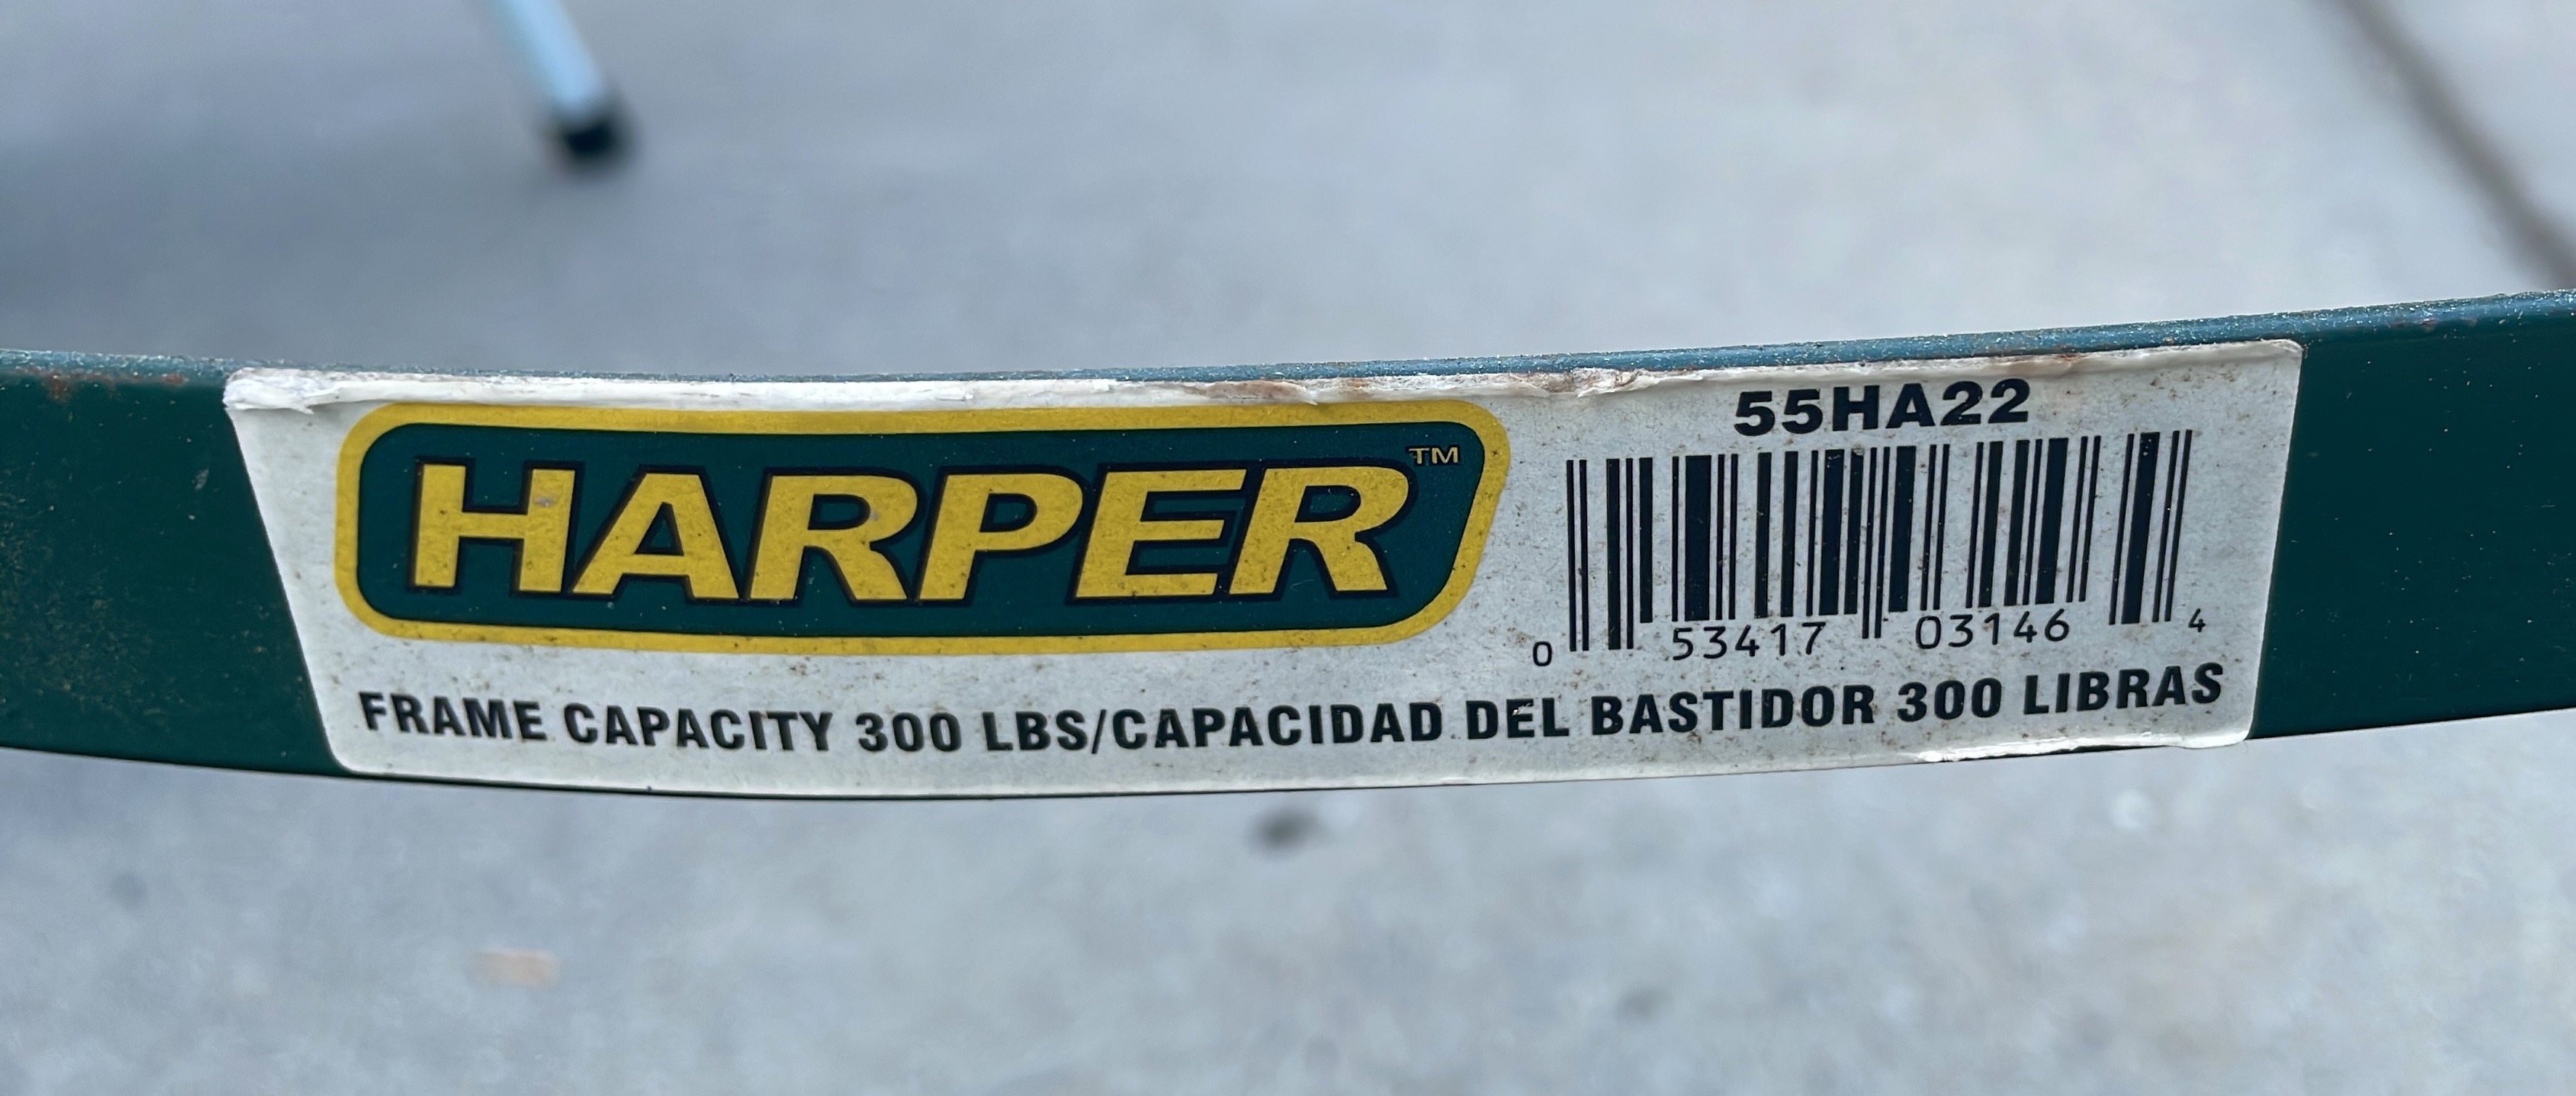 HARPER™
55HA22
0 53417 03146 4
FRAME CAPACITY 300 LBS/CAPACIDAD DEL BASTIDOR 300 LIBRAS